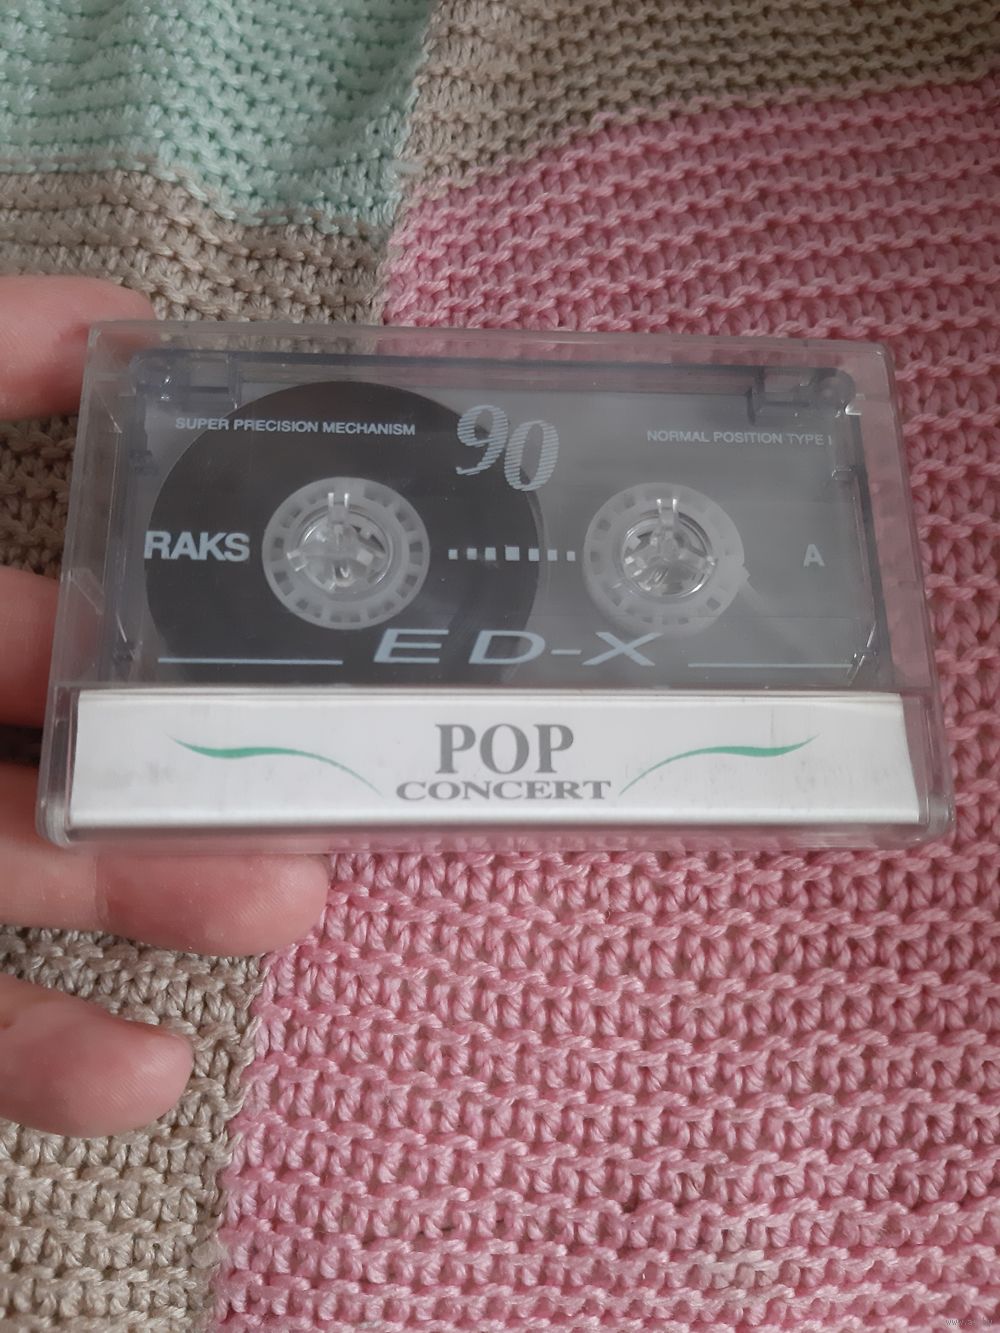 SUPER PRECISION MECHANISM
90
NORMAL POSITION TYPE I
RAKS
A
ED-X
POP
CONCERT